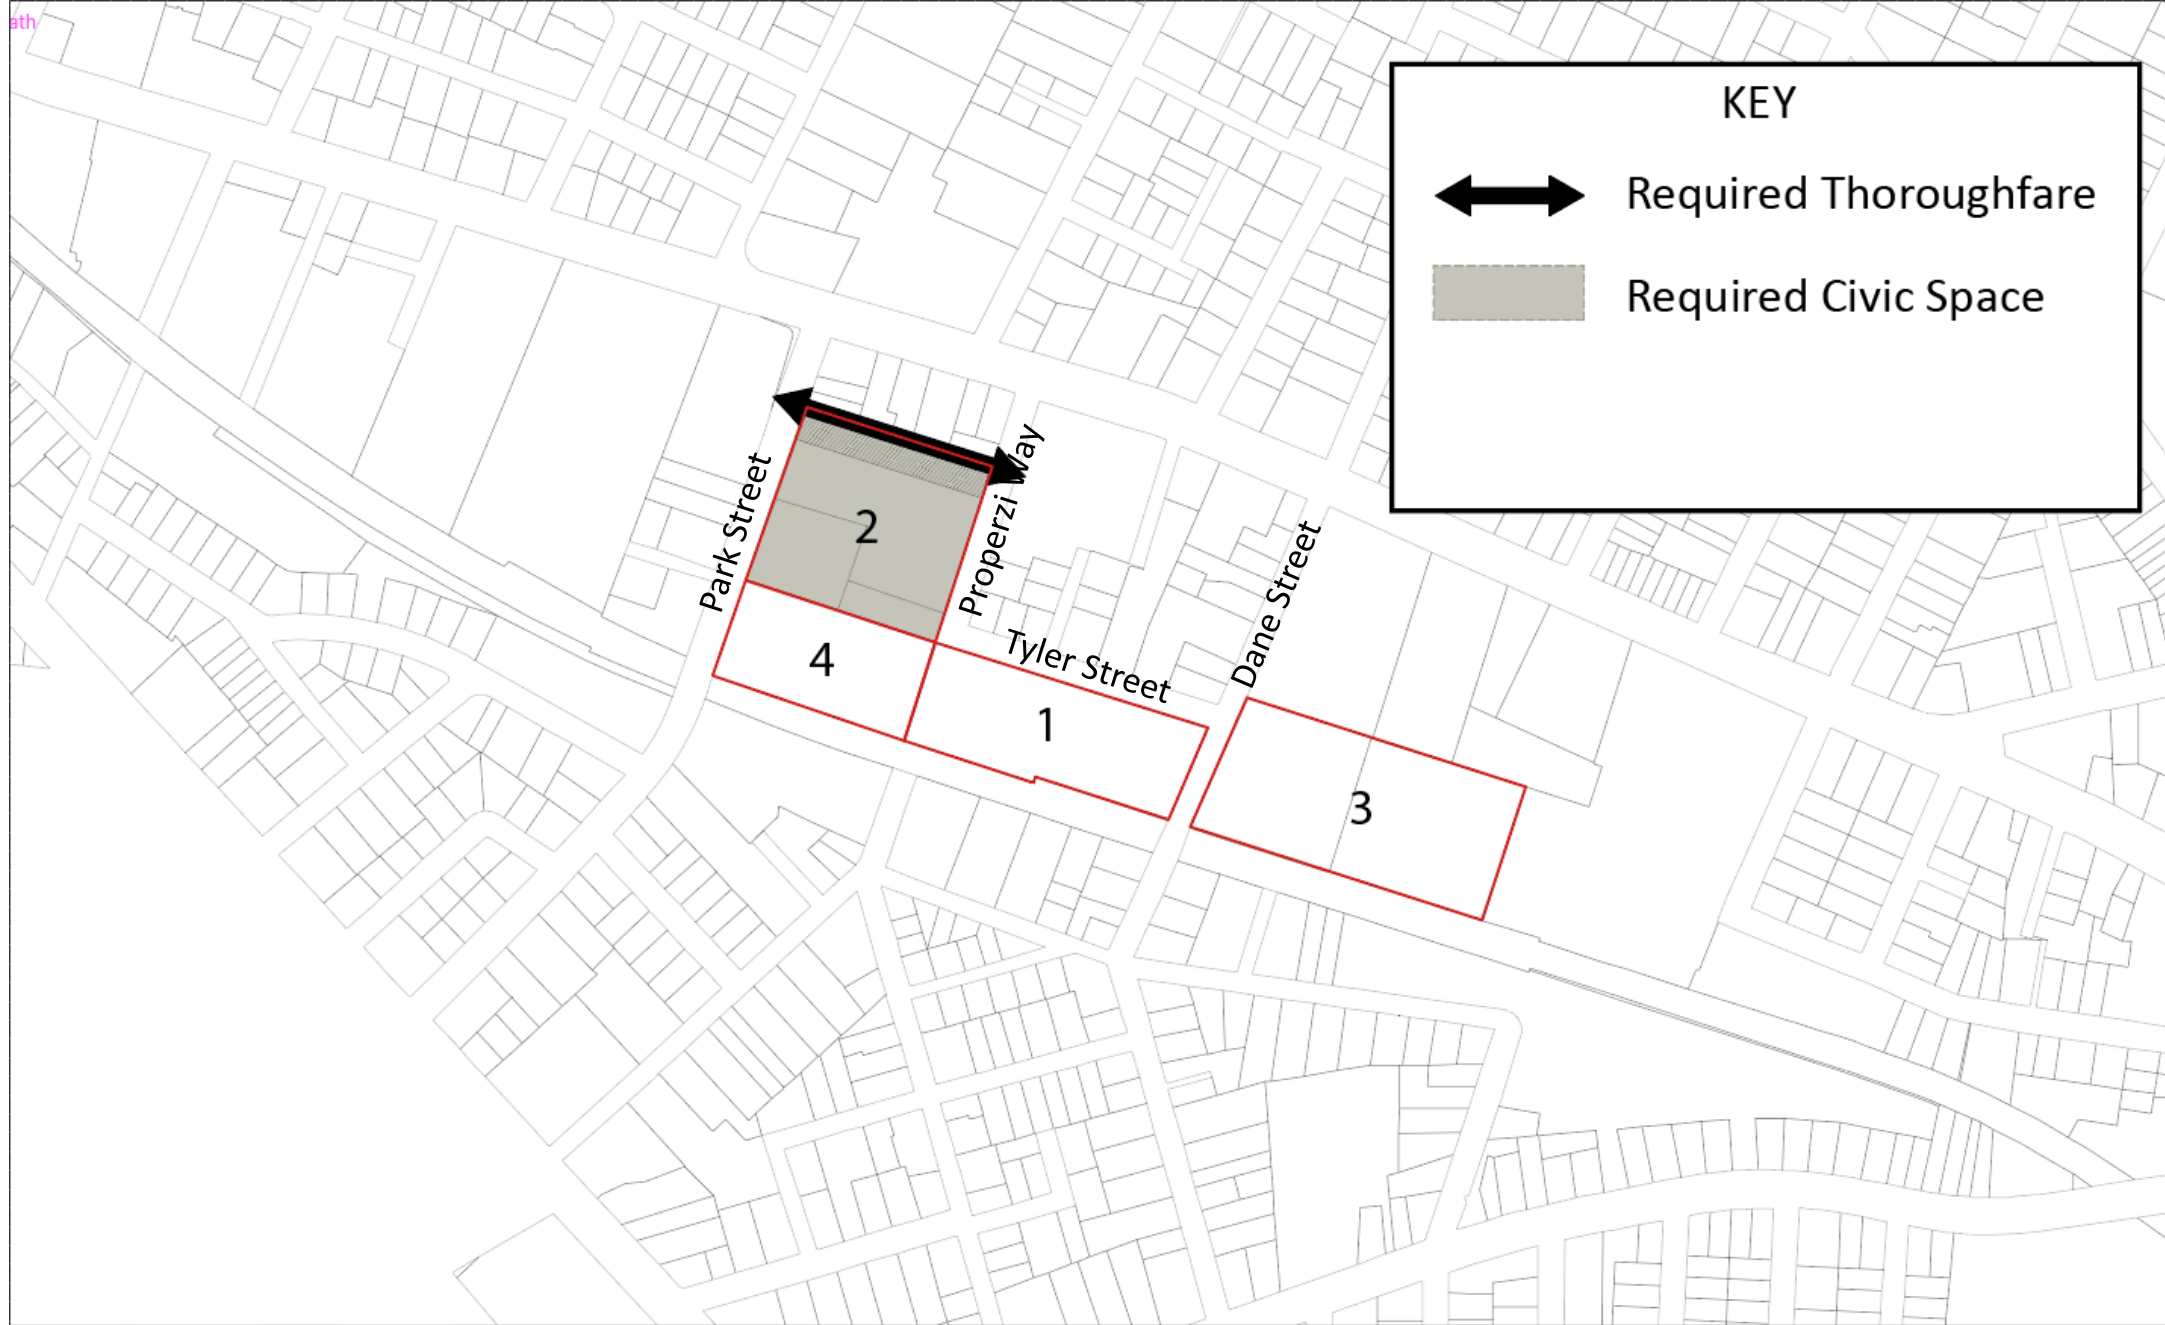 ath
KEY
Required Thoroughfare
Required Civic Space
Park Street
2
Properzi Way
Tyler Street
Dane Street
4
1
3